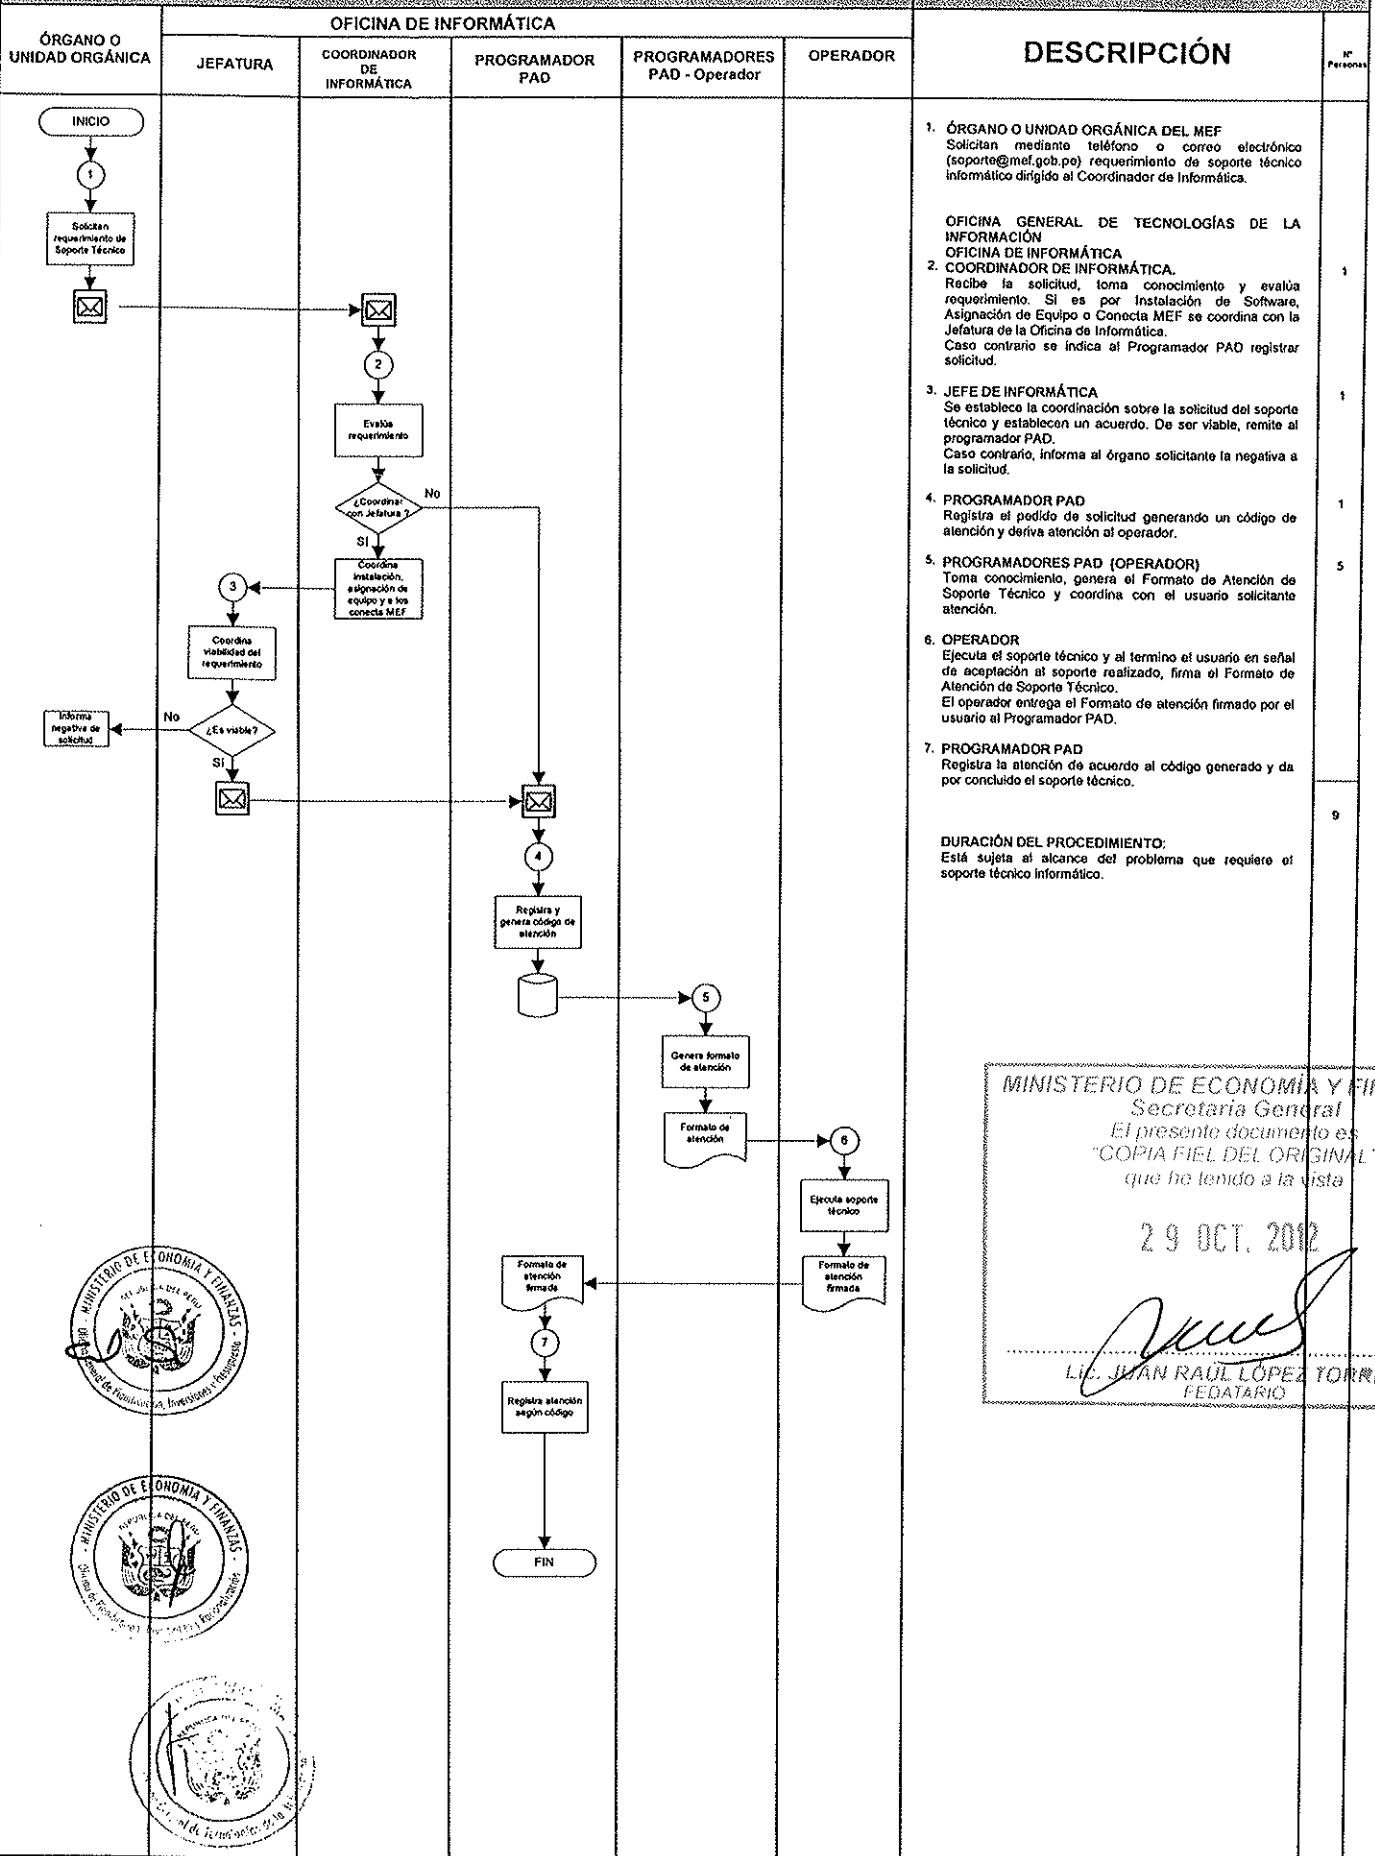 ÓRGANO O
UNIDAD ORGÁNICA
OFICINA DE INFORMÁTICA
JEFATURA
COORDINADOR
DE
INFORMÁTICA
PROGRAMADOR
PAD
PROGRAMADORES
PAD - Operador
OPERADOR
DESCRIPCIÓN
N°
Personas
INICIO
1
Solicitan
requerimiento de
Soporte Técnico
2
Evalúa
requerimiento
¿Coordinar
con Jefatura ?
No
SI
Coordina
instalación,
asignación de
equipo y a los
conecta MEF
3
Coordina
viabilidad del
requerimiento
¿Es viable?
No
Informa
negativa de
solicitud
Si
4
Registra y
genera código de
atención
5
Genera formato
de atención
Formato de
atención
6
Ejecuta soporte
técnico
Formato de
atención
firmada
Formato de
atención
firmada
7
Registra atención
según código
FIN
1. ÓRGANO O UNIDAD ORGÁNICA DEL MEF
Solicitan mediante teléfono o correo electrónico
(soporte@mef.gob.pe) requerimiento de soporte técnico
informático dirigido al Coordinador de Informática.
OFICINA GENERAL DE TECNOLOGÍAS DE LA
INFORMACIÓN
OFICINA DE INFORMÁTICA
2. COORDINADOR DE INFORMÁTICA.
Recibe la solicitud, toma conocimiento y evalúa
requerimiento. Si es por Instalación de Software,
Asignación de Equipo o Conecta MEF se coordina con la
Jefatura de la Oficina de Informática.
Caso contrario se indica al Programador PAD registrar
solicitud.
1
3. JEFE DE INFORMÁTICA
Se establece la coordinación sobre la solicitud del soporte
técnico y establecen un acuerdo. De ser viable, remite al
programador PAD.
Caso contrario, informa al órgano solicitante la negativa a
la solicitud.
1
4. PROGRAMADOR PAD
Registra el pedido de solicitud generando un código de
atención y deriva atención al operador.
1
5. PROGRAMADORES PAD (OPERADOR)
Toma conocimiento, genera el Formato de Atención de
Soporte Técnico y coordina con el usuario solicitante
atención.
5
6. OPERADOR
Ejecuta el soporte técnico y al termino el usuario en señal
de aceptación al soporte realizado, firma el Formato de
Atención de Soporte Técnico.
El operador entrega el Formato de atención firmado por el
usuario al Programador PAD.
7. PROGRAMADOR PAD
Registra la atención de acuerdo al código generado y da
por concluido el soporte técnico.
9
DURACIÓN DEL PROCEDIMIENTO:
Está sujeta al alcance del problema que requiere el
soporte técnico informático.
MINISTERIO DE ECONOMÍA Y FI
Secretaria General
El presente documento es
"COPIA FIEL DEL ORIGINAL"
que he tenido a la vista
29 OCT. 2012
Lic. JUAN RAÚL LÓPEZ TORR
FEDATARIO
MINISTERIO DE ECONOMIA Y FINANZAS
REPÚBLICA DEL PERU
MINISTERIO DE ECONOMIA Y FINANZAS
REPUBLICA DEL PERU